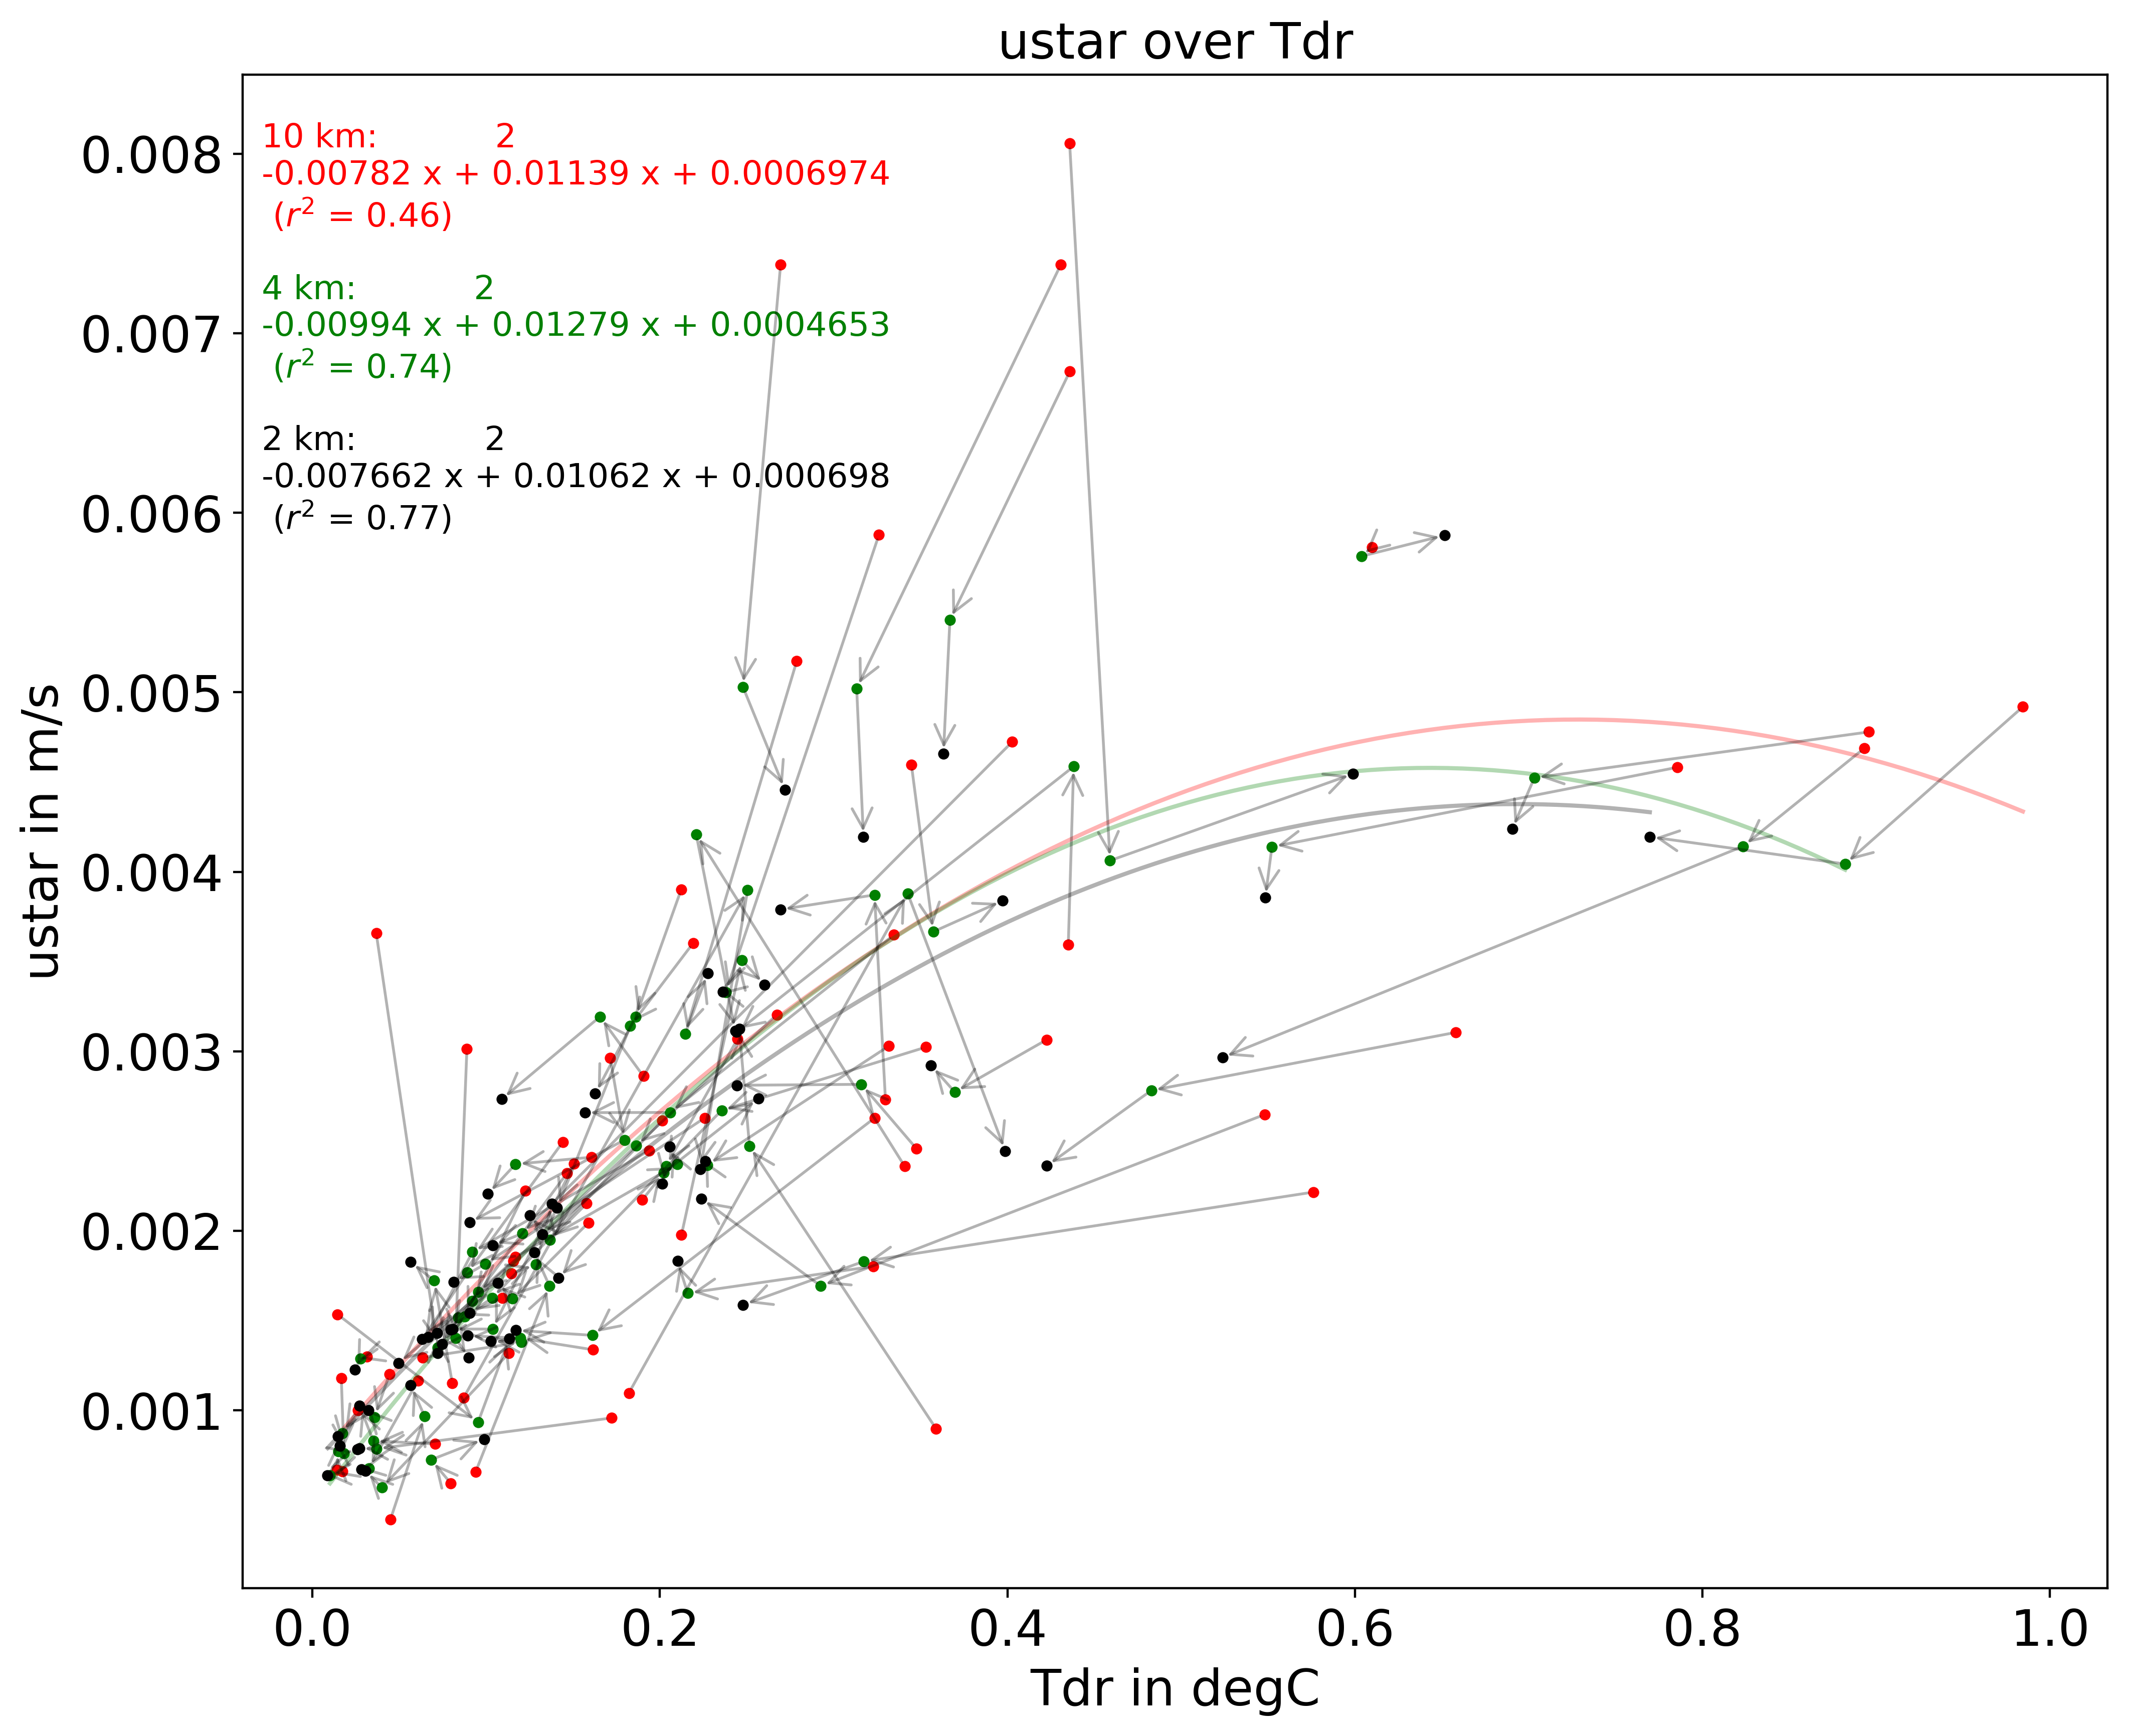 ustar over Tdr
10 km: 2
-0.00782 x + 0.01139 x + 0.0006974
(r² = 0.46)
4 km: 2
-0.00994 x + 0.01279 x + 0.0004653
(r² = 0.74)
2 km: 2
-0.007662 x + 0.01062 x + 0.000698
(r² = 0.77)
ustar in m/s
0.008
0.007
0.006
0.005
0.004
0.003
0.002
0.001
0.0 0.2 0.4 0.6 0.8 1.0
Tdr in degC